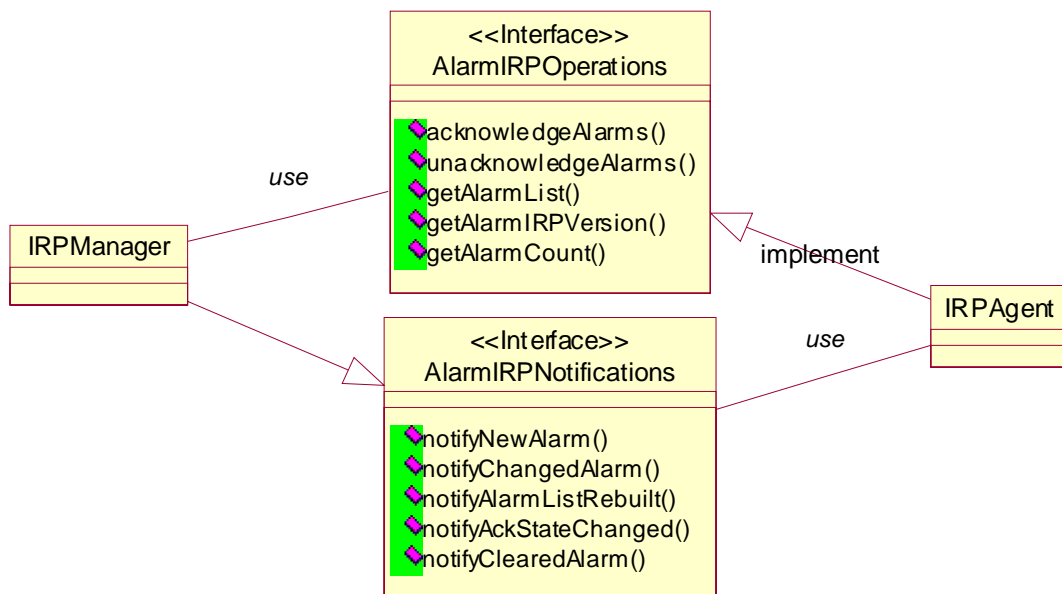 <<Interface>>
AlarmIRPOperations
acknowledgeAlarms()
unacknowledgeAlarms()
getAlarmList()
getAlarmIRPVersion()
getAlarmCount()
use
IRPManager
implement
IRPAgent
<<Interface>>
AlarmIRPNotifications
use
notifyNewAlarm()
notifyChangedAlarm()
notifyAlarmListRebuilt()
notifyAckStateChanged()
notifyClearedAlarm()